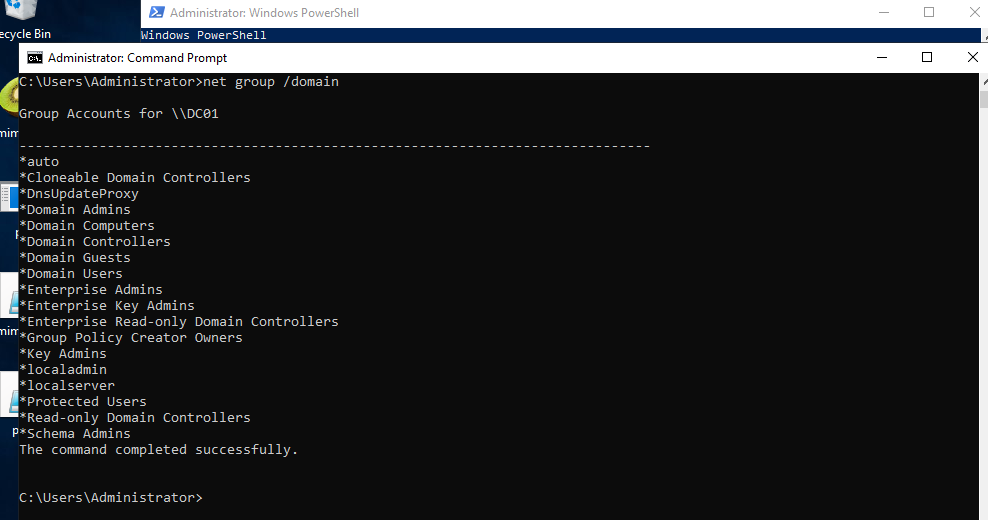 Administrator: Windows PowerShell
ecycle Bin
Windows PowerShell
Administrator: Command Prompt
C:\Users\Administrator>net group /domain
Group Accounts for \\DC01
-------------------------------------------------------------------------------
*auto
*Cloneable Domain Controllers
*DnsUpdateProxy
*Domain Admins
*Domain Computers
*Domain Controllers
*Domain Guests
*Domain Users
*Enterprise Admins
*Enterprise Key Admins
*Enterprise Read-only Domain Controllers
*Group Policy Creator Owners
*Key Admins
*localadmin
*localserver
*Protected Users
*Read-only Domain Controllers
*Schema Admins
The command completed successfully.
C:\Users\Administrator>
mim
p
mim
p